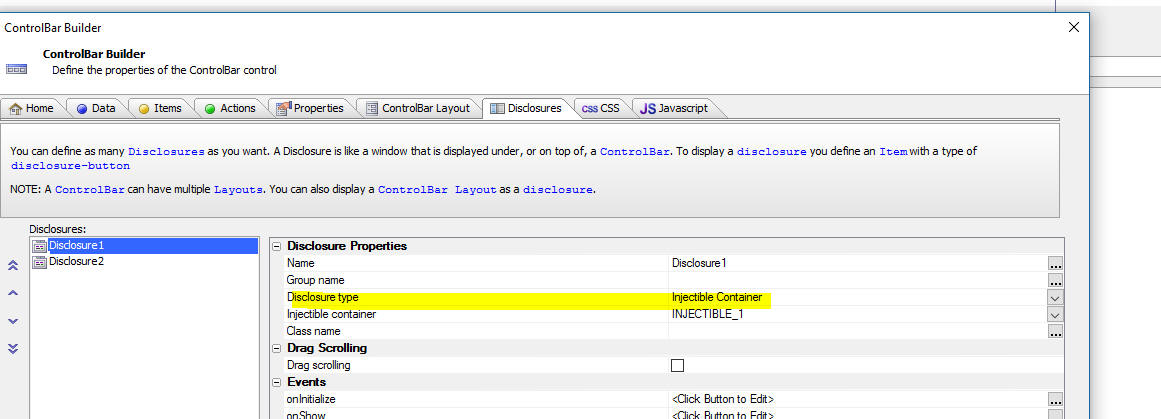 ControlBar Builder
ControlBar Builder
Define the properties of the ControlBar control
Home Data Items Actions Properties ControlBar Layout Disclosures CSS CSS JS Javascript
You can define as many Disclosures as you want. A Disclosure is like a window that is displayed under, or on top of, a ControlBar. To display a disclosure you define an Item with a type of
disclosure-button
NOTE: A ControlBar can have multiple Layouts. You can also display a ControlBar Layout as a disclosure.
Disclosures:
Disclosure1
Disclosure2
Disclosure Properties
Name Disclosure1 ...
Group name ...
Disclosure type Injectible Container
Injectible container INJECTIBLE_1
Class name ...
Drag Scrolling
Drag scrolling
Events
onInitialize <Click Button to Edit> ...
onShow <Click Button to Edit> ...